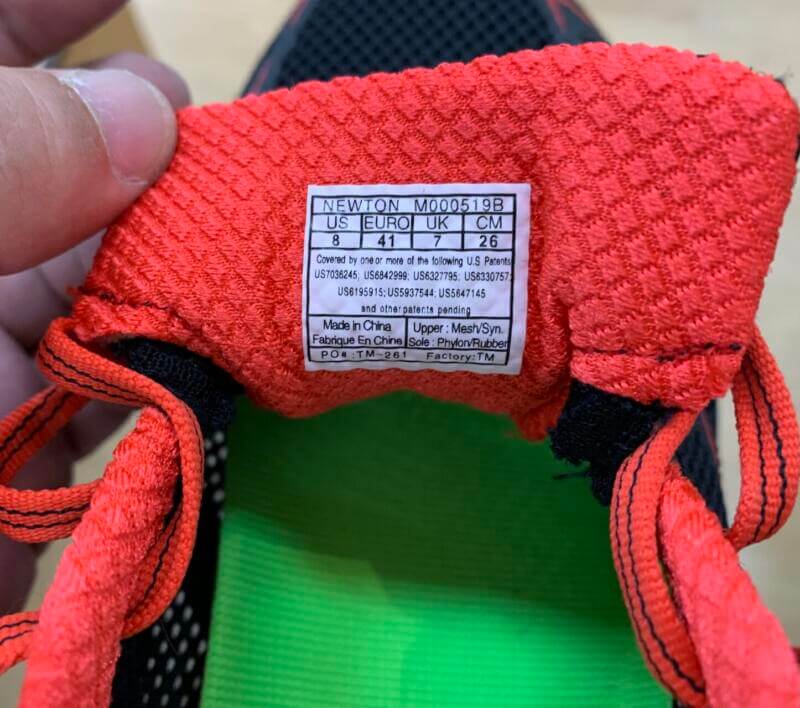 NEWTON M000519B
US EURO UK CM
8 41 7 26
Covered by one or more of the following U.S Patents
US7036245; US6842999; US6327795; US6330757;
US6195915; US5937544; US5647145
and other patents pending
Made in China Upper : Mesh/Syn.
Fabrique En Chine Sole : Phylon/Rubber
PO# : TM-261 Factory:TM